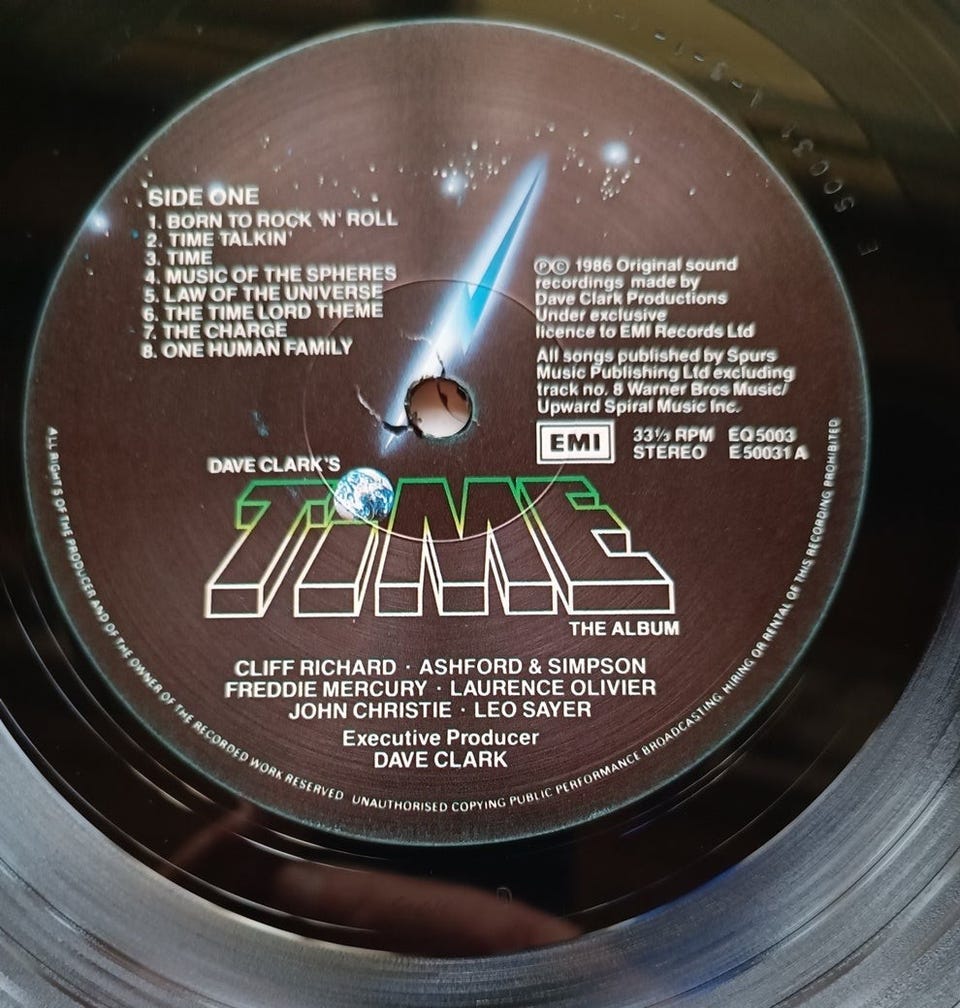 SIDE ONE
1. BORN TO ROCK 'N' ROLL
2. TIME TALKIN'
3. TIME
4. MUSIC OF THE SPHERES
5. LAW OF THE UNIVERSE
6. THE TIME LORD THEME
7. THE CHARGE
8. ONE HUMAN FAMILY
Ⓟ© 1986 Original sound
recordings made by
Dave Clark Productions
Under exclusive
licence to EMI Records Ltd
All songs published by Spurs
Music Publishing Ltd excluding
track no. 8 Warner Bros Music/
Upward Spiral Music Inc.
EMI
33⅓ RPM EQ5003
STEREO E50031A
DAVE CLARK'S
TiME
THE ALBUM
CLIFF RICHARD · ASHFORD & SIMPSON
FREDDIE MERCURY · LAURENCE OLIVIER
JOHN CHRISTIE · LEO SAYER
Executive Producer
DAVE CLARK
ALL RIGHTS OF THE PRODUCER AND OF THE OWNER OF THE RECORDED WORK RESERVED UNAUTHORISED COPYING PUBLIC PERFORMANCE BROADCASTING HIRING OR RENTAL OF THIS RECORDING PROHIBITED